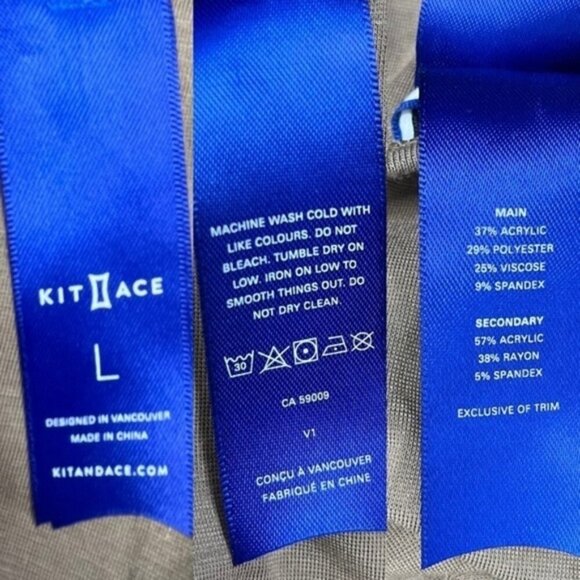 KIT ACE
L
DESIGNED IN VANCOUVER
MADE IN CHINA
KITANDACE.COM
MACHINE WASH COLD WITH
LIKE COLOURS. DO NOT
BLEACH. TUMBLE DRY ON
LOW. IRON ON LOW TO
SMOOTH THINGS OUT. DO
NOT DRY CLEAN.
30
CA 59009
V1
CONÇU À VANCOUVER
FABRIQUÉ EN CHINE
MAIN
37% ACRYLIC
29% POLYESTER
25% VISCOSE
9% SPANDEX
SECONDARY
57% ACRYLIC
38% RAYON
5% SPANDEX
EXCLUSIVE OF TRIM